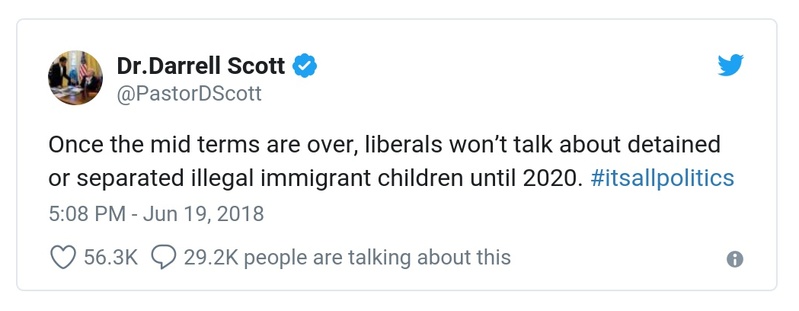 Dr.Darrell Scott
@PastorDScott
Once the mid terms are over, liberals won’t talk about detained
or separated illegal immigrant children until 2020. #itsallpolitics
5:08 PM - Jun 19, 2018
56.3K 29.2K people are talking about this